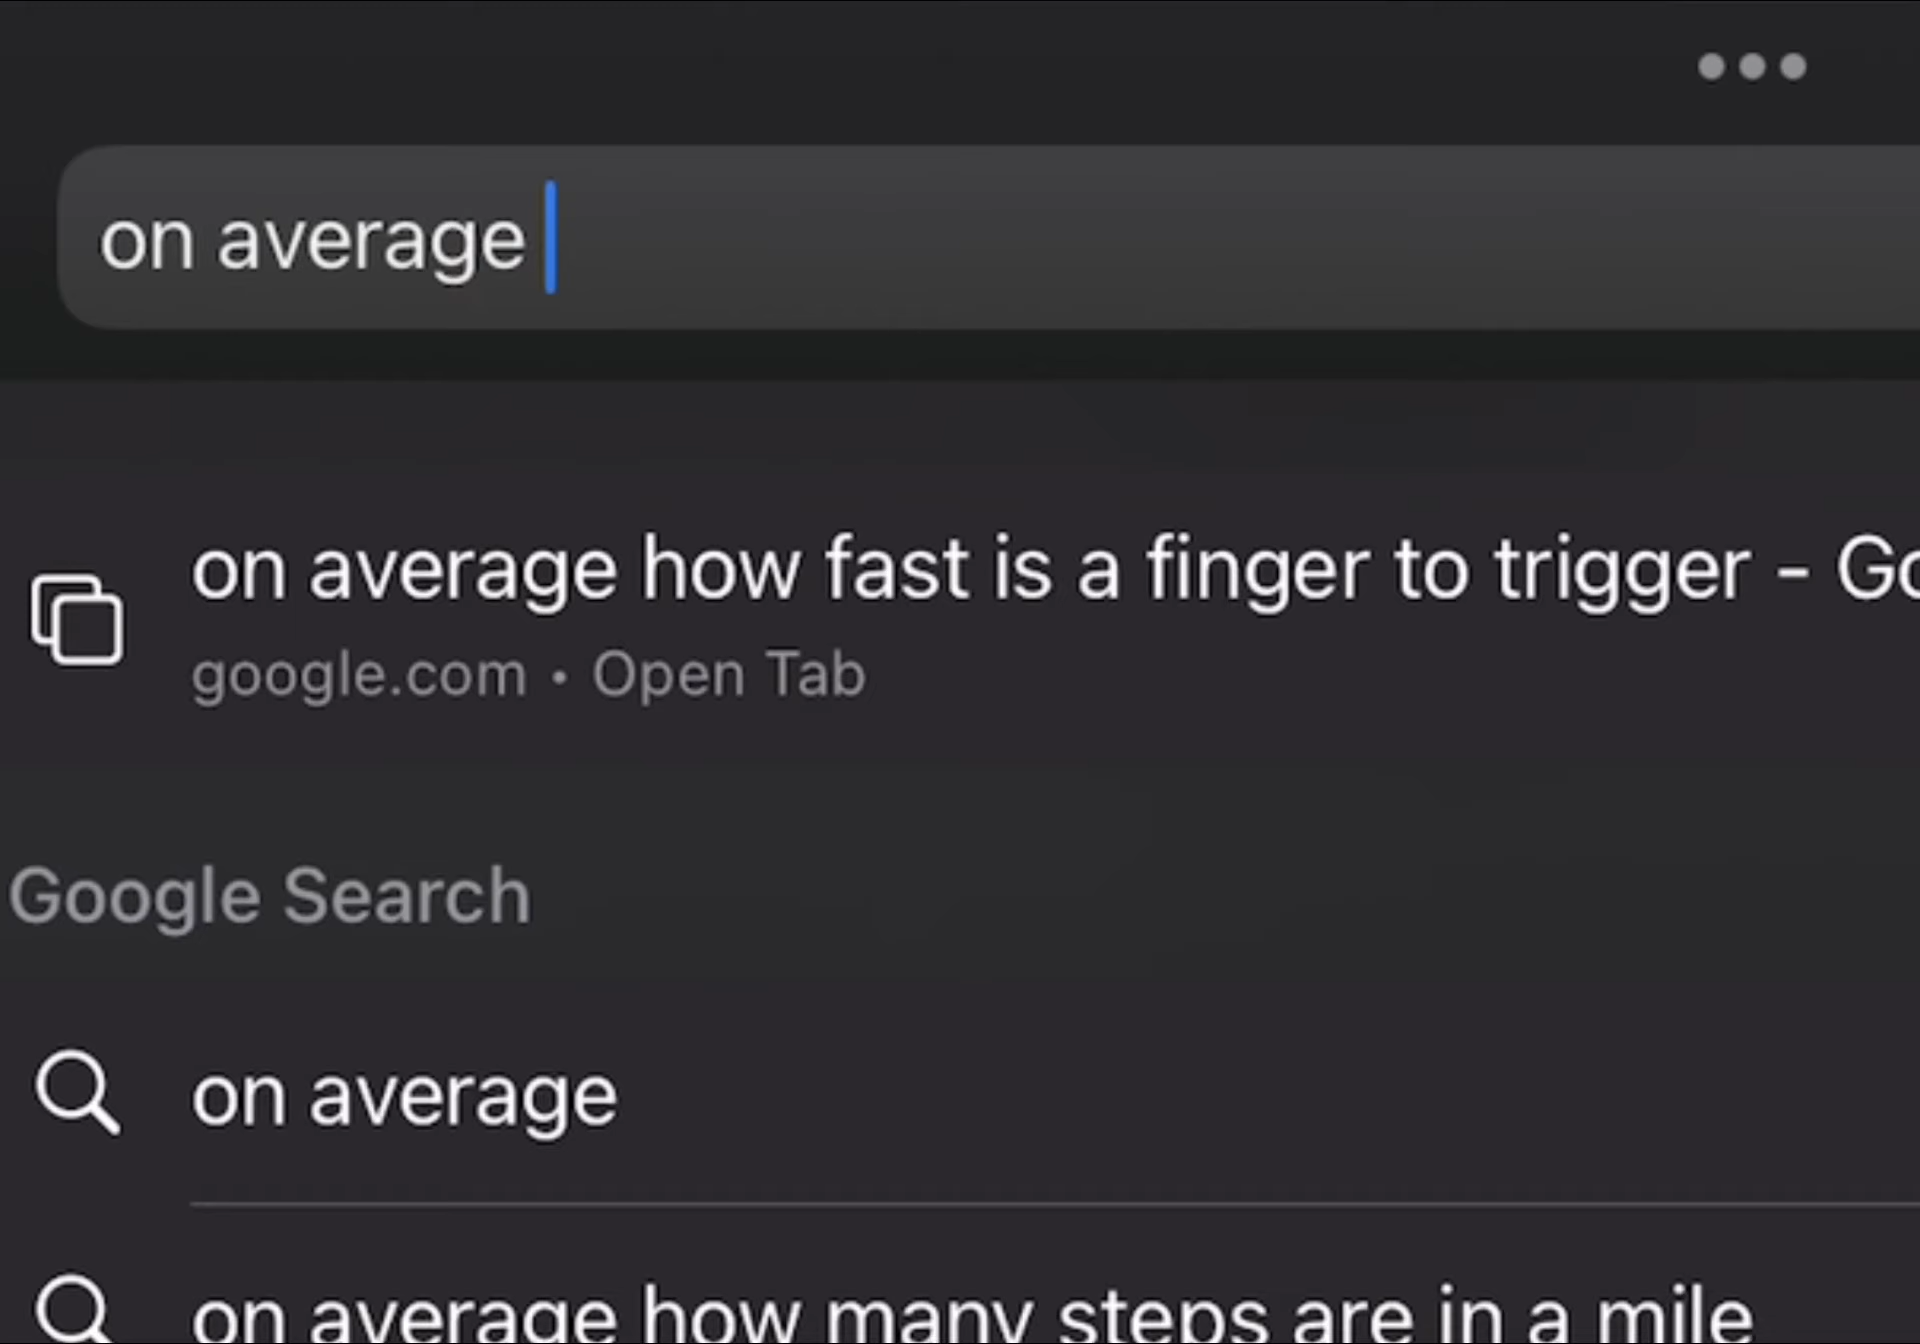 on average
on average how fast is a finger to trigger - Go
google.com • Open Tab
Google Search
on average
on average how many steps are in a mile